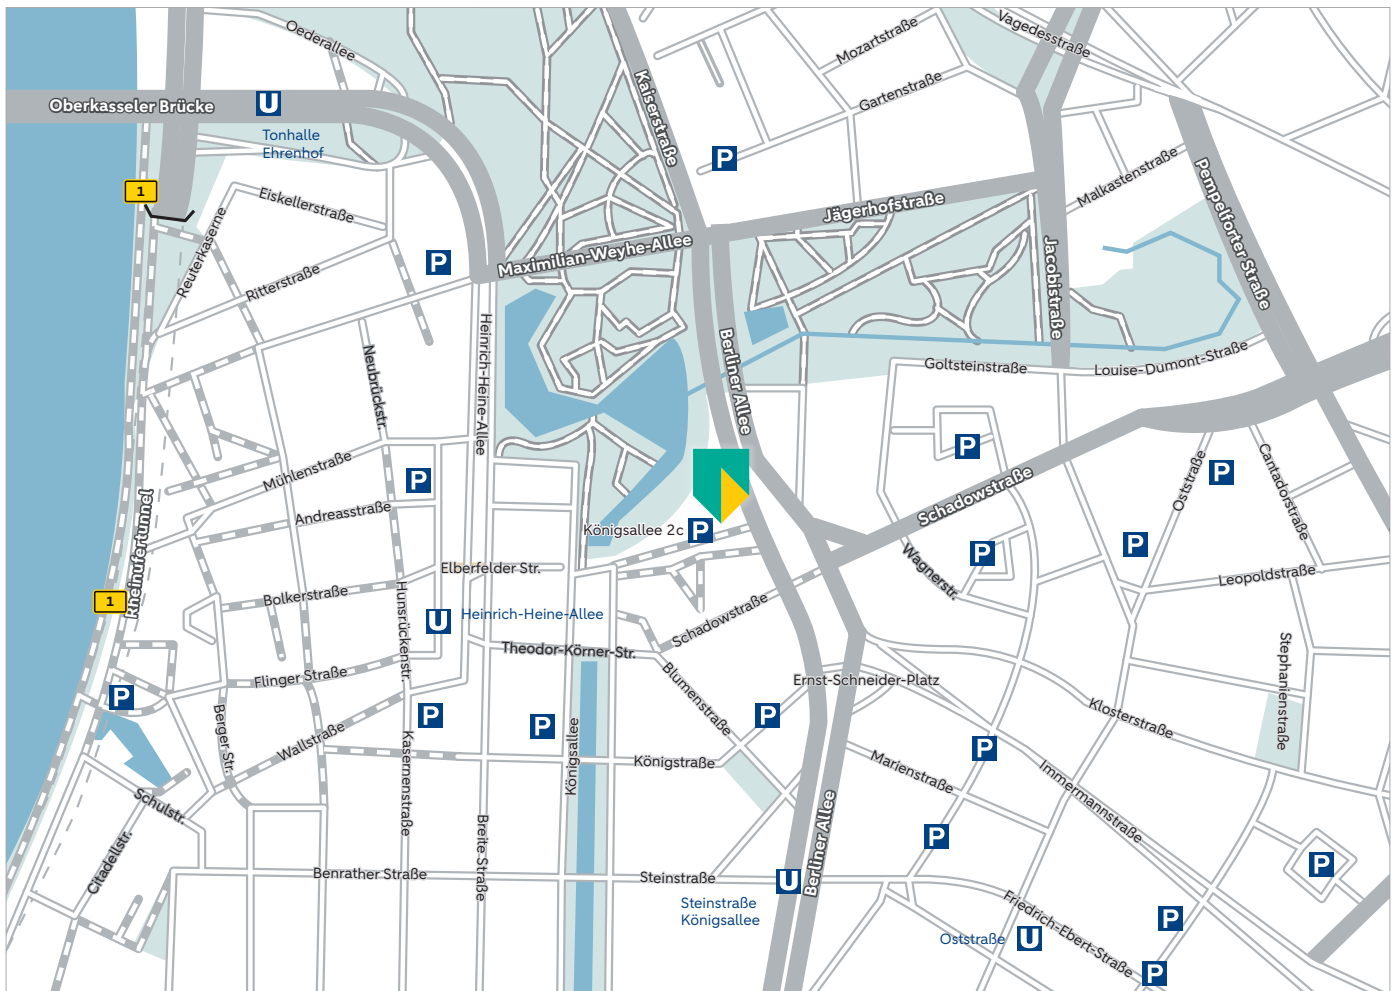 Oederallee
Mozartstraße
Vagedesstraße
Kaiserstraße
Gartenstraße
Oberkasseler Brücke
U
Tonhalle
Ehrenhof
P
Malkastenstraße
1
Eiskellerstraße
Reuterkaserne
Jägerhofstraße
Pempelforter Straße
Maximilian-Weyhe-Allee
Jacobistraße
P
Ritterstraße
Heinrich-Heine-Allee
Neubrückstr.
Berliner Allee
Goltsteinstraße
Louise-Dumont-Straße
P
Mühlenstraße
P
P
Cantadorstraße
Oststraße
Schadowstraße
Andreasstraße
Königsallee 2c
P
P
P
Rheinufertunnel
Wagnerstr.
Elberfelder Str.
Leopoldstraße
1
Bolkerstraße
Hunsrückenstr.
U
Heinrich-Heine-Allee
Schadowstraße
Theodor-Körner-Str.
Stephanienstraße
Flinger Straße
Ernst-Schneider-Platz
P
Blumenstraße
P
P
P
Klosterstraße
Berger Str.
Wallstraße
Kasernenstraße
Königsallee
Königstraße
P
Marienstraße
Immermannstraße
Schulstr.
Citadellstr.
Breite Straße
Berliner Allee
P
P
Benrather Straße
Steinstraße
U
Steinstraße
Königsallee
Friedrich-Ebert-Straße
P
Oststraße
U
P